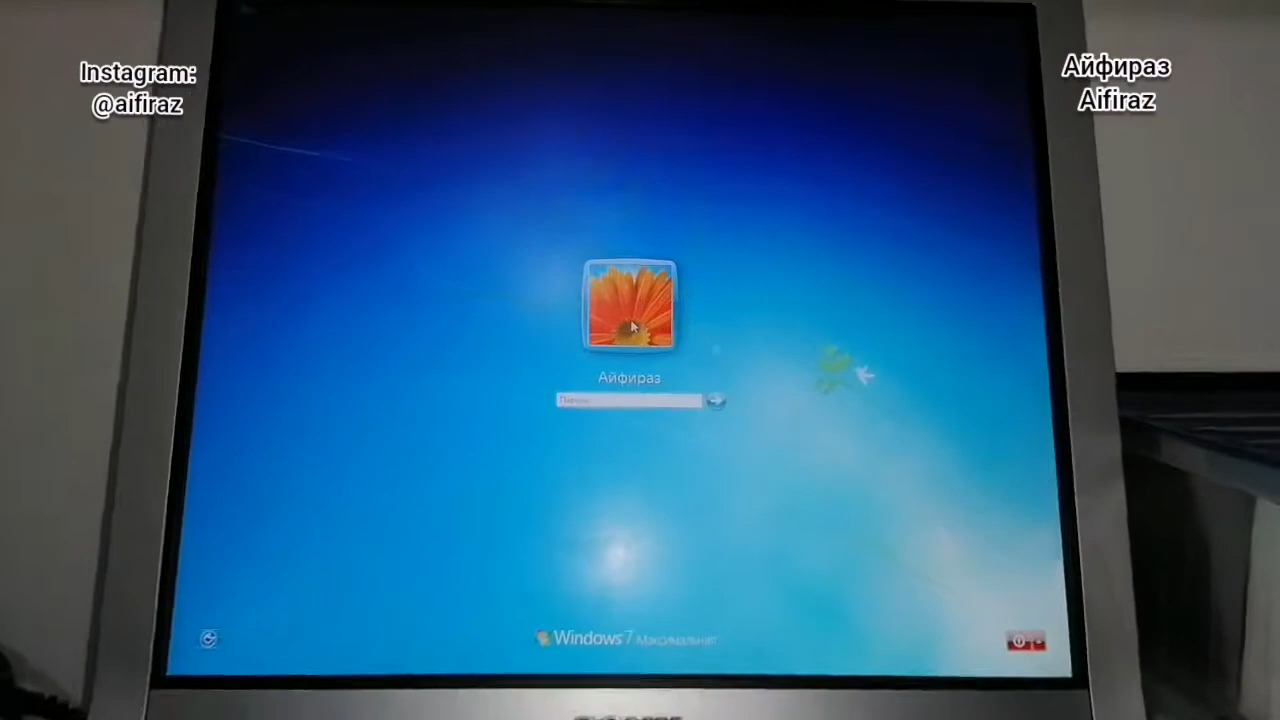 Instagram:
@aifiraz
Айфираз
Aifiraz
Айфираз
Пароль
Windows 7 Максимальная